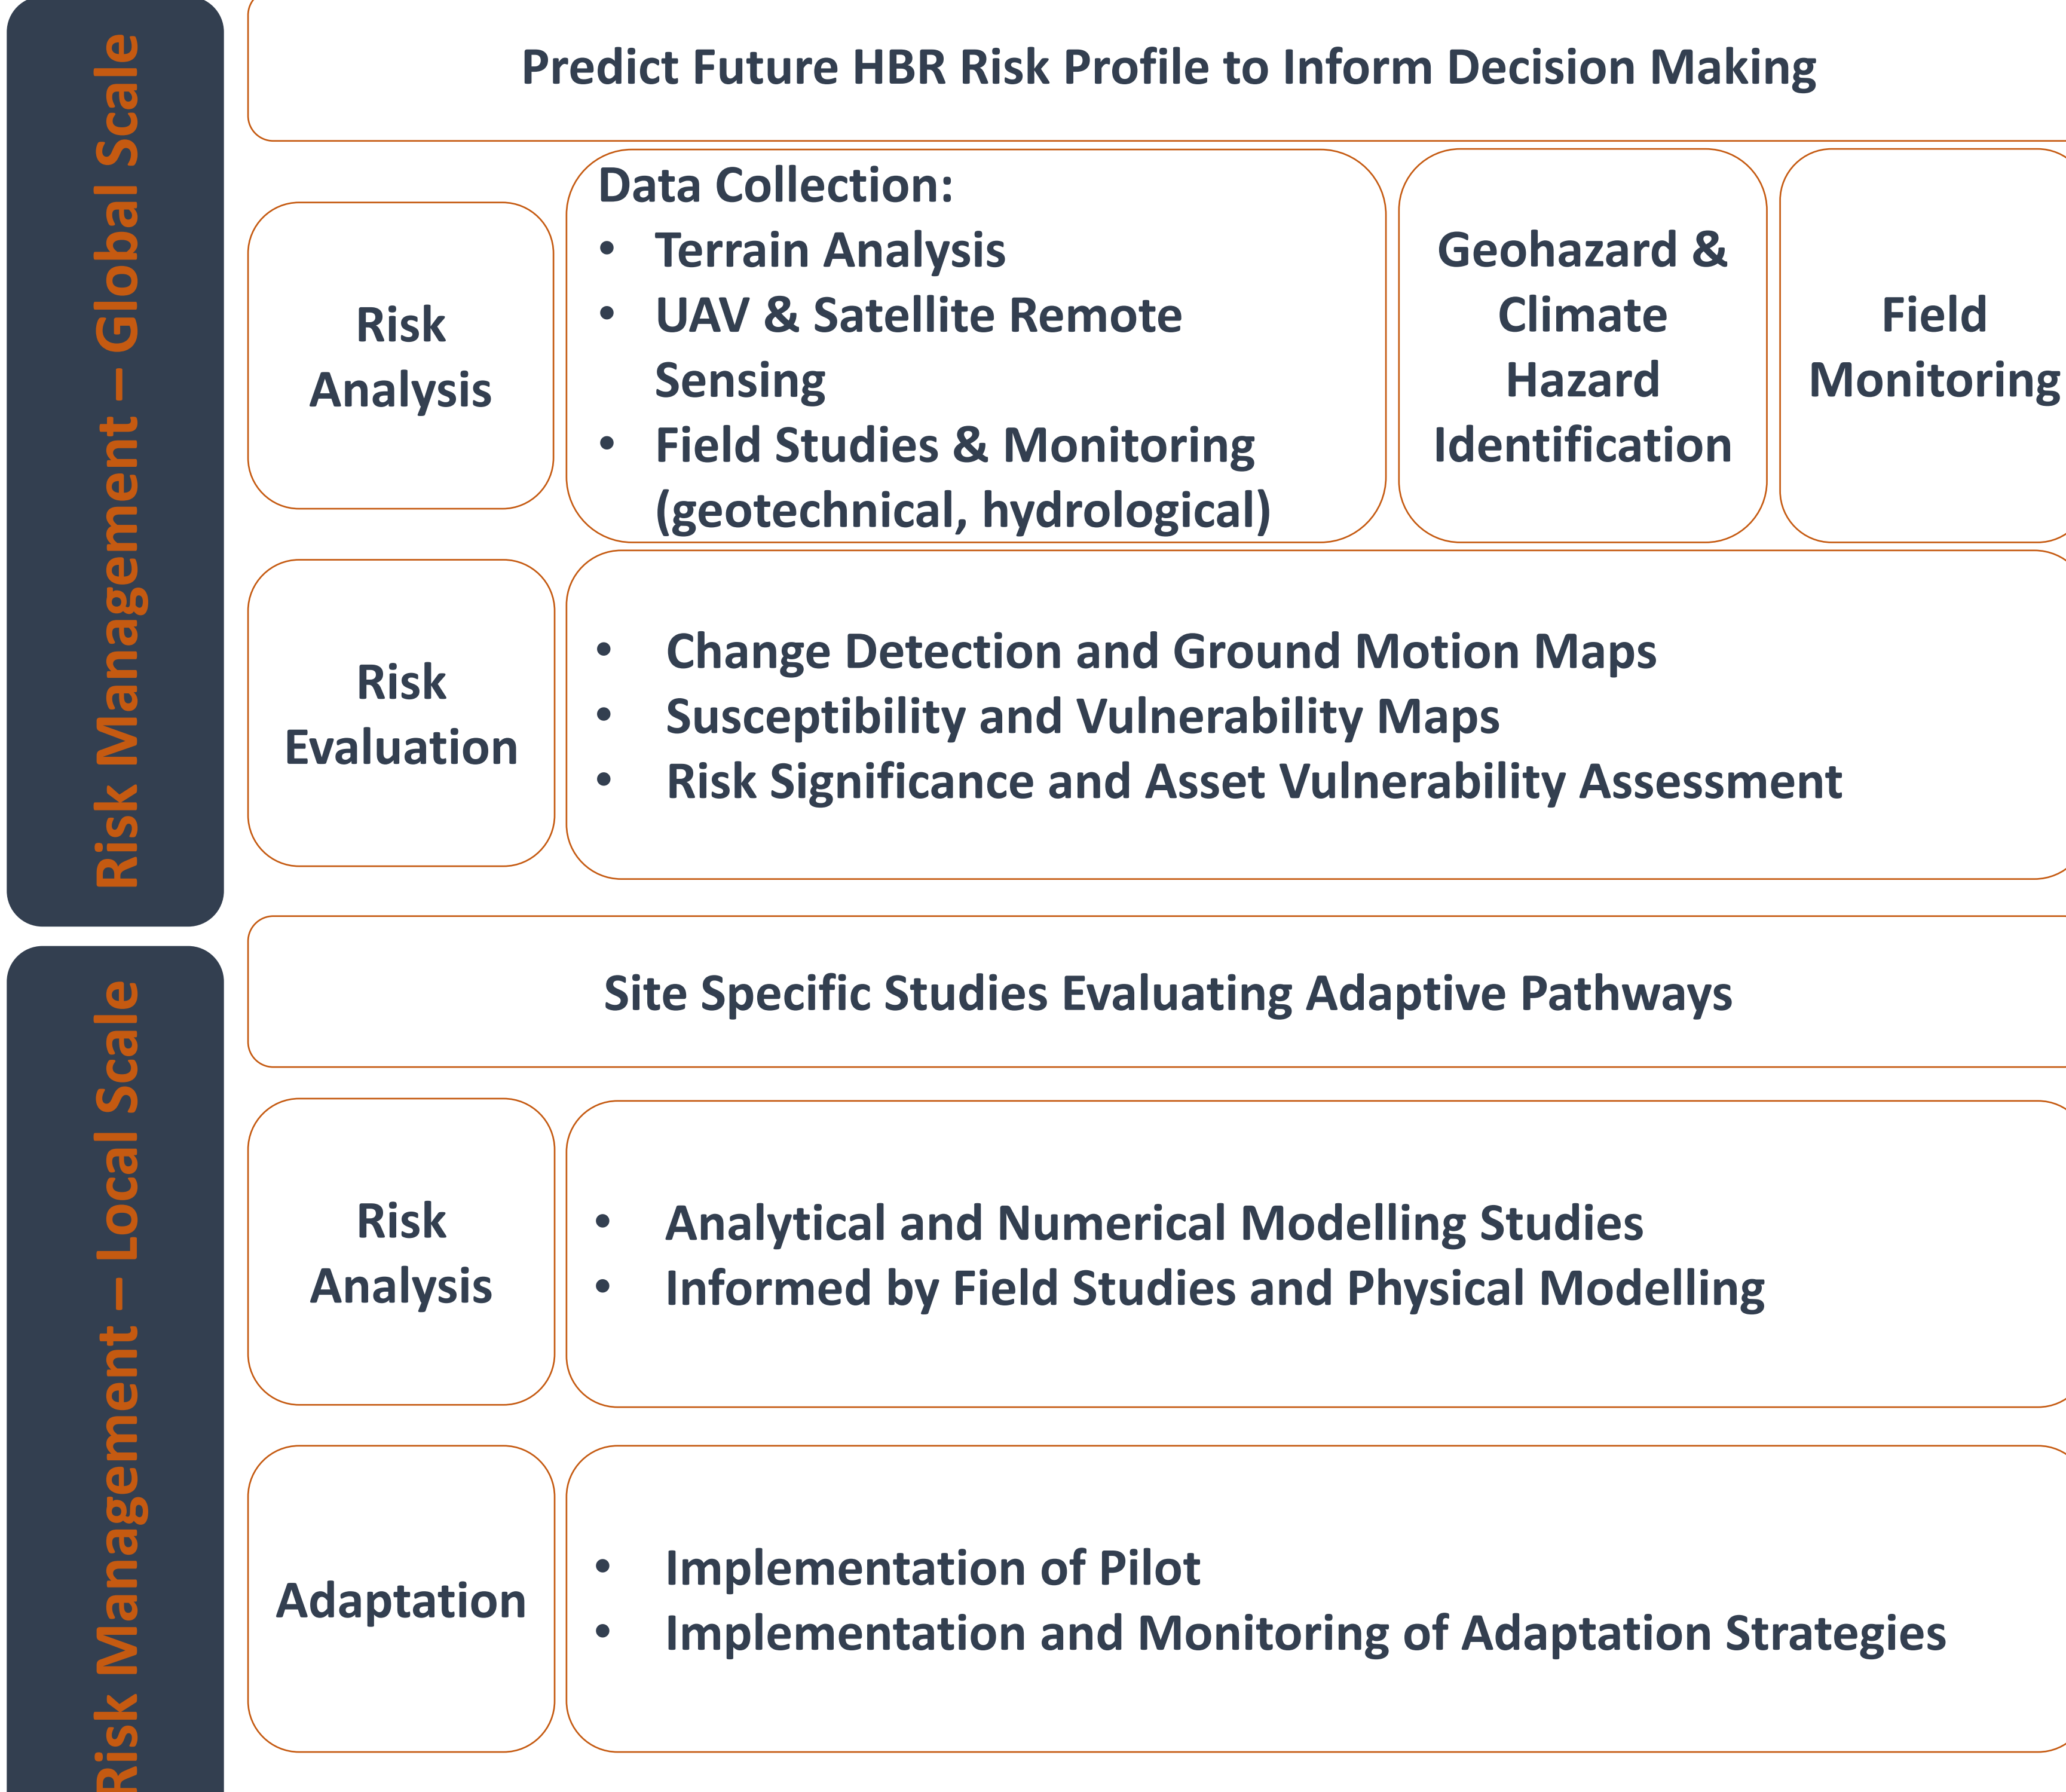 Risk Management – Global Scale
Predict Future HBR Risk Profile to Inform Decision Making
Risk
Analysis
Data Collection:
• Terrain Analysis
• UAV & Satellite Remote
Sensing
• Field Studies & Monitoring
(geotechnical, hydrological)
Geohazard &
Climate
Hazard
Identification
Field
Monitoring
Risk
Evaluation
• Change Detection and Ground Motion Maps
• Susceptibility and Vulnerability Maps
• Risk Significance and Asset Vulnerability Assessment
Risk Management – Local Scale
Site Specific Studies Evaluating Adaptive Pathways
Risk
Analysis
• Analytical and Numerical Modelling Studies
• Informed by Field Studies and Physical Modelling
Adaptation
• Implementation of Pilot
• Implementation and Monitoring of Adaptation Strategies